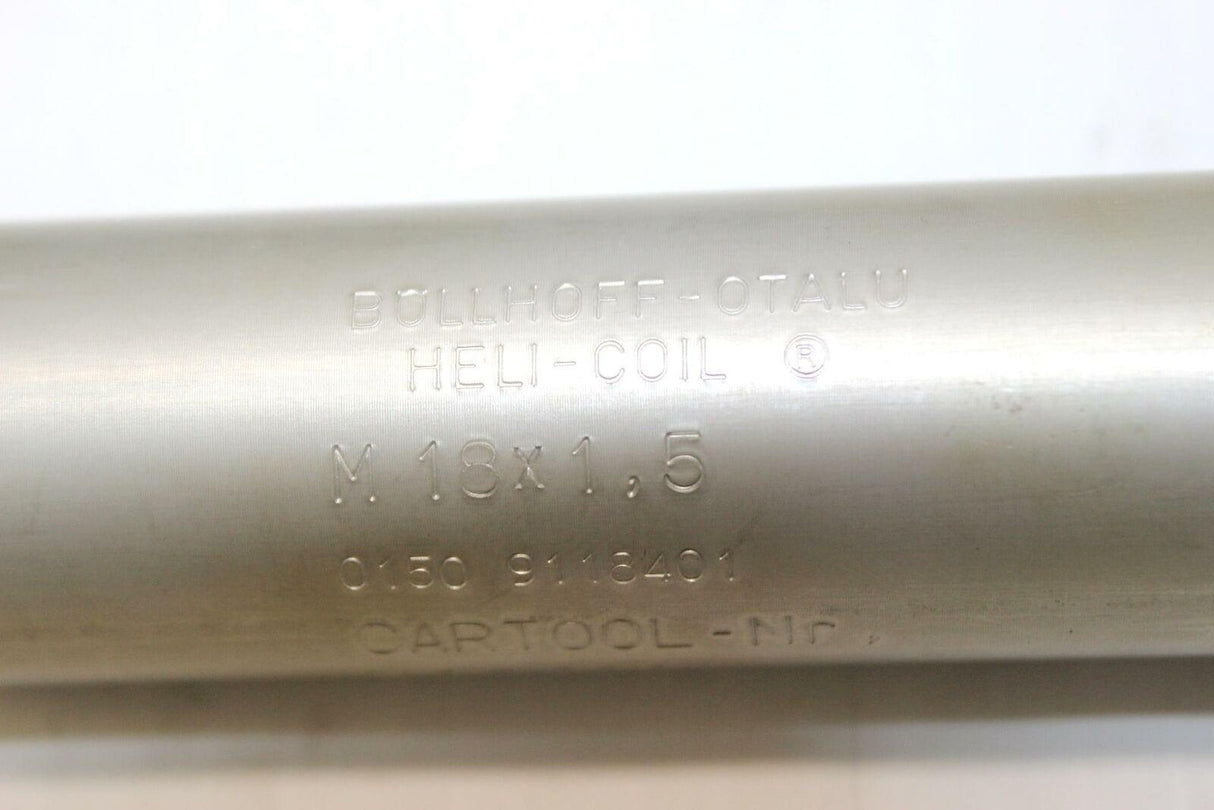 BÖLLHOFF-OTALU
HELI-COIL ®
M 18x1,5
0150 9118401
CARTOOL-Nr.